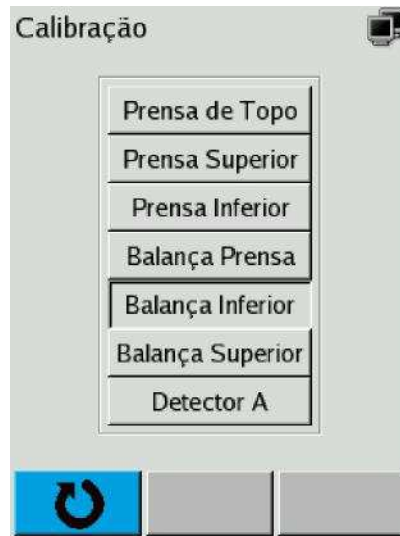 Calibração
Prensa de Topo
Prensa Superior
Prensa Inferior
Balança Prensa
Balança Inferior
Balança Superior
Detector A